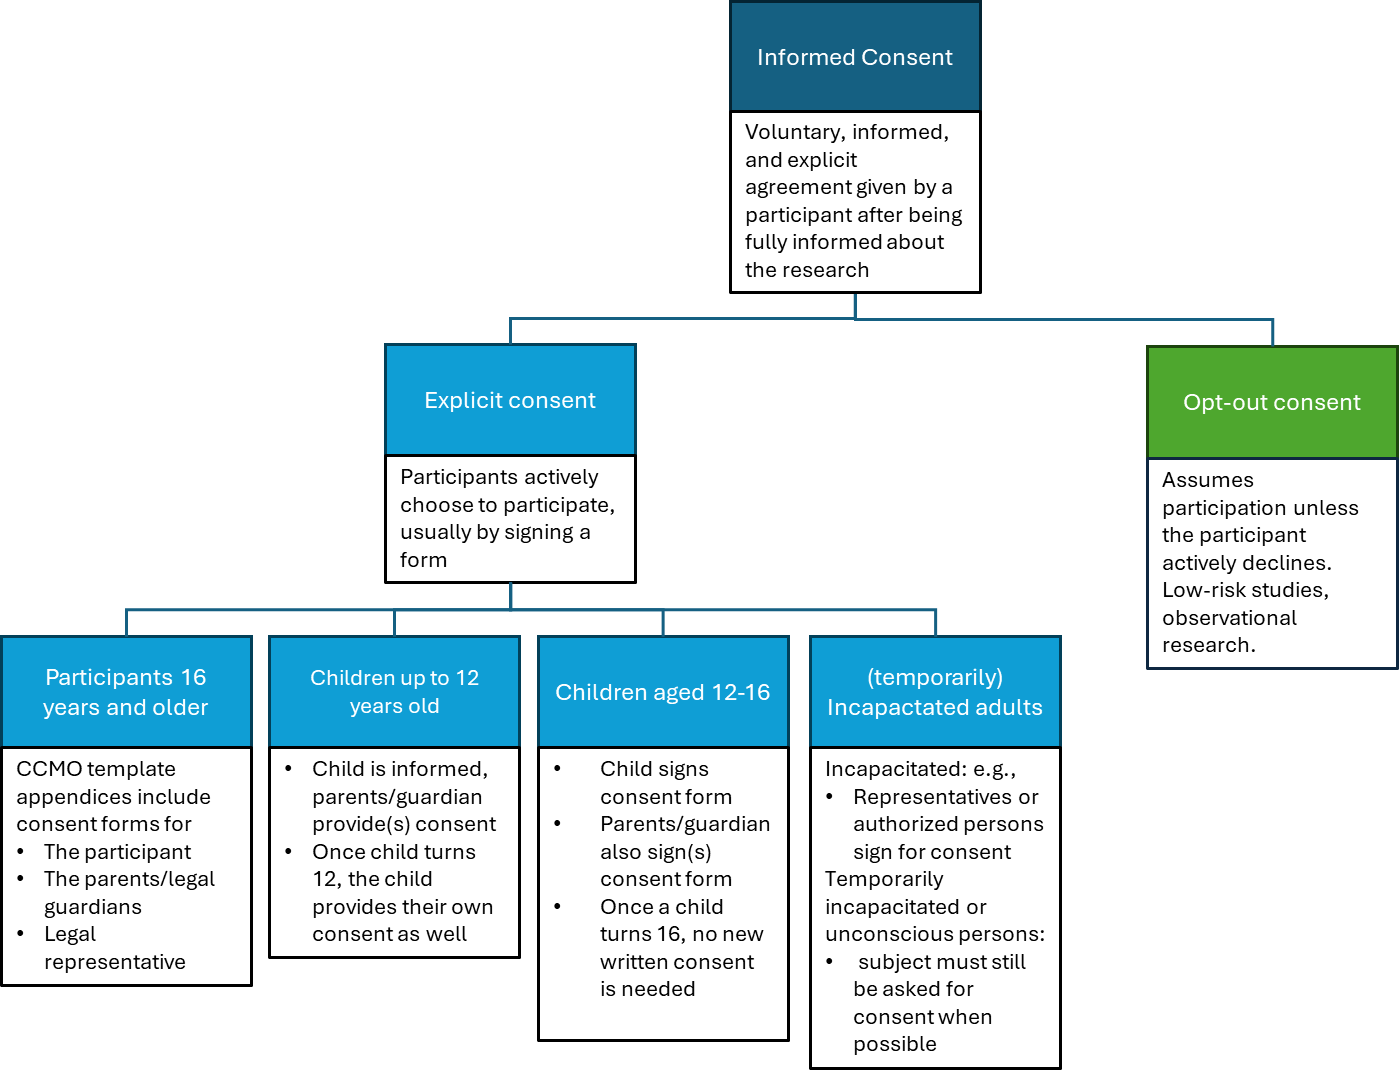 Informed Consent
Voluntary, informed,
and explicit
agreement given by a
participant after being
fully informed about
the research
Explicit consent
Participants actively
choose to participate,
usually by signing a
form
Opt-out consent
Assumes
participation unless
the participant
actively declines.
Low-risk studies,
observational
research.
Participants 16
years and older
CCMO template
appendices include
consent forms for
• The participant
• The parents/legal
guardians
• Legal
representative
Children up to 12
years old
• Child is informed,
parents/guardian
provide(s) consent
• Once child turns
12, the child
provides their own
consent as well
Children aged 12-16
• Child signs
consent form
• Parents/guardian
also sign(s)
consent form
• Once a child
turns 16, no new
written consent
is needed
(temporarily)
Incapactated adults
Incapacitated: e.g.,
• Representatives or
authorized persons
sign for consent
Temporarily
incapacitated or
unconscious persons:
• subject must still
be asked for
consent when
possible